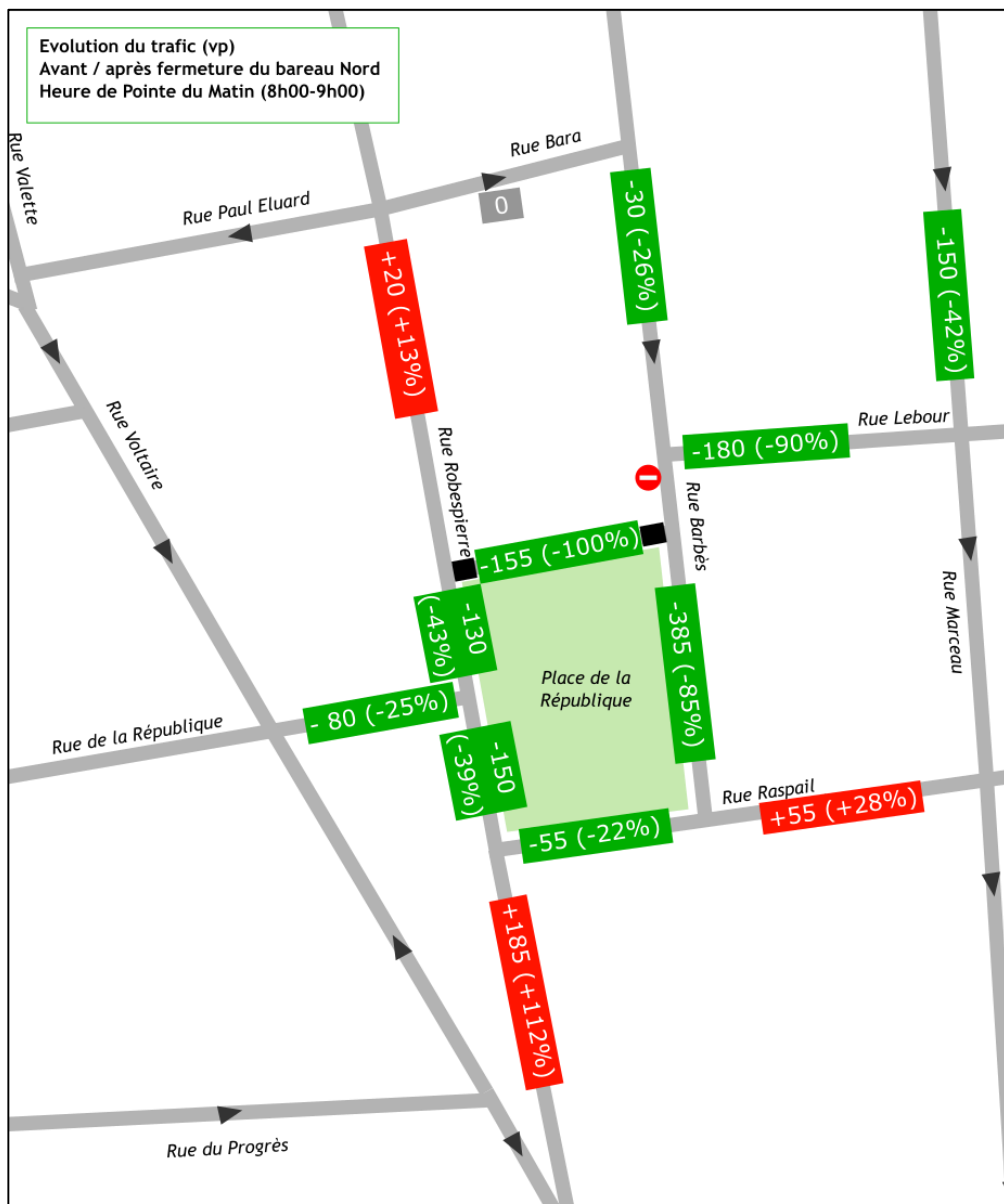 Evolution du trafic (vp)
Avant / après fermeture du bareau Nord
Heure de Pointe du Matin (8h00-9h00)
Rue Valette
Rue Paul Eluard
Rue Bara
0
-30 (-26%)
-150 (-42%)
+20 (+13%)
Rue Voltaire
Rue Robespierre
Rue Lebour
-180 (-90%)
Rue Barbès
-155 (-100%)
-130
(-43%)
-385 (-85%)
Rue Marceau
Place de la
République
Rue de la République
- 80 (-25%)
-150
(-39%)
-55 (-22%)
Rue Raspail
+55 (+28%)
+185 (+112%)
Rue du Progrès